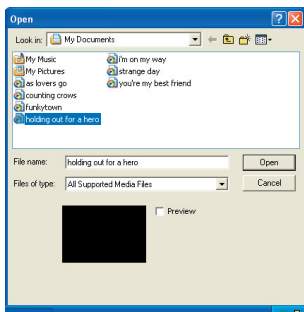 Open
Look in: My Documents
My Music
My Pictures
as lovers go
counting crows
funkytown
holding out for a hero
i'm on my way
strange day
you're my best friend
File name: holding out for a hero Open
Files of type: All Supported Media Files Cancel
Preview